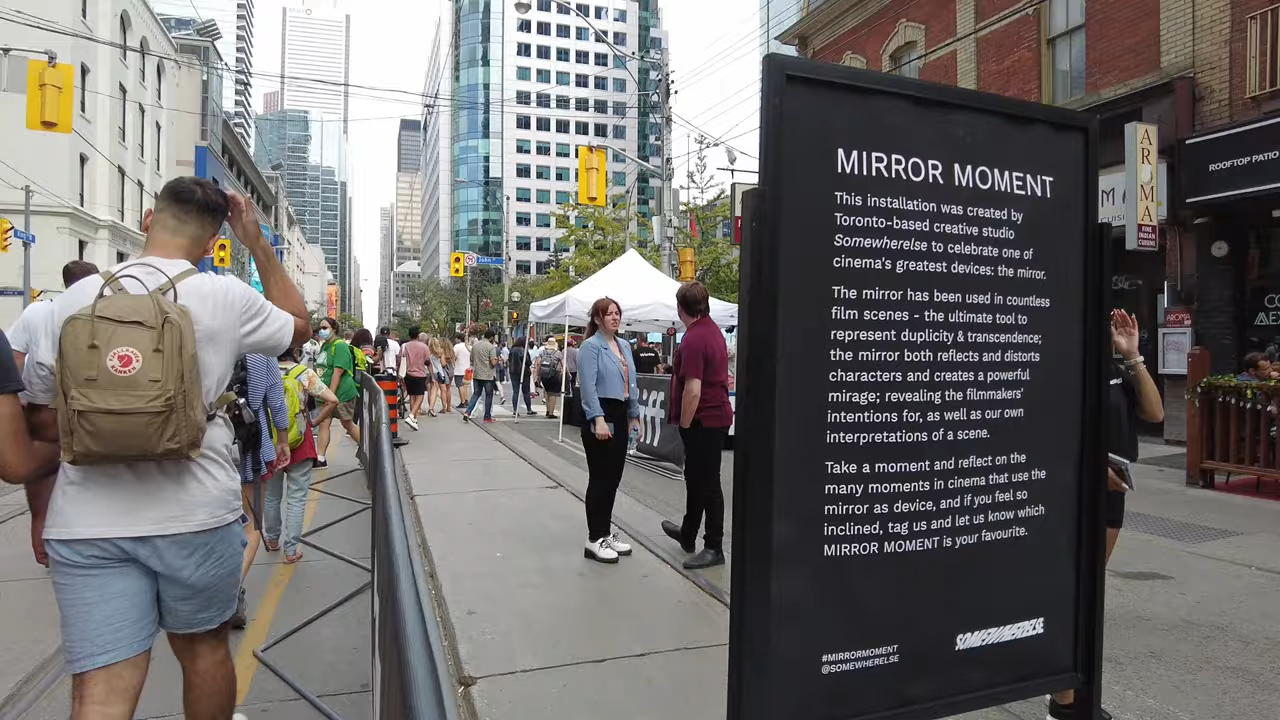 MIRROR MOMENT
This installation was created by
Toronto-based creative studio
Somewherelse to celebrate one of
cinema's greatest devices: the mirror.
The mirror has been used in countless
film scenes - the ultimate tool to
represent duplicity & transcendence;
the mirror both reflects and distorts
characters and creates a powerful
mirage; revealing the filmmakers'
intentions for, as well as our own
interpretations of a scene.
Take a moment and reflect on the
many moments in cinema that use the
mirror as device, and if you feel so
inclined, tag us and let us know which
MIRROR MOMENT is your favourite.
#MIRRORMOMENT
@SOMEWHERELSE
SOMEWHERELSE
AROMA
FINE INDIAN
CUISINE
ROOFTOP PATIO
AROMA
John
tiff
FJÄLLRÄVEN
KÅNKEN